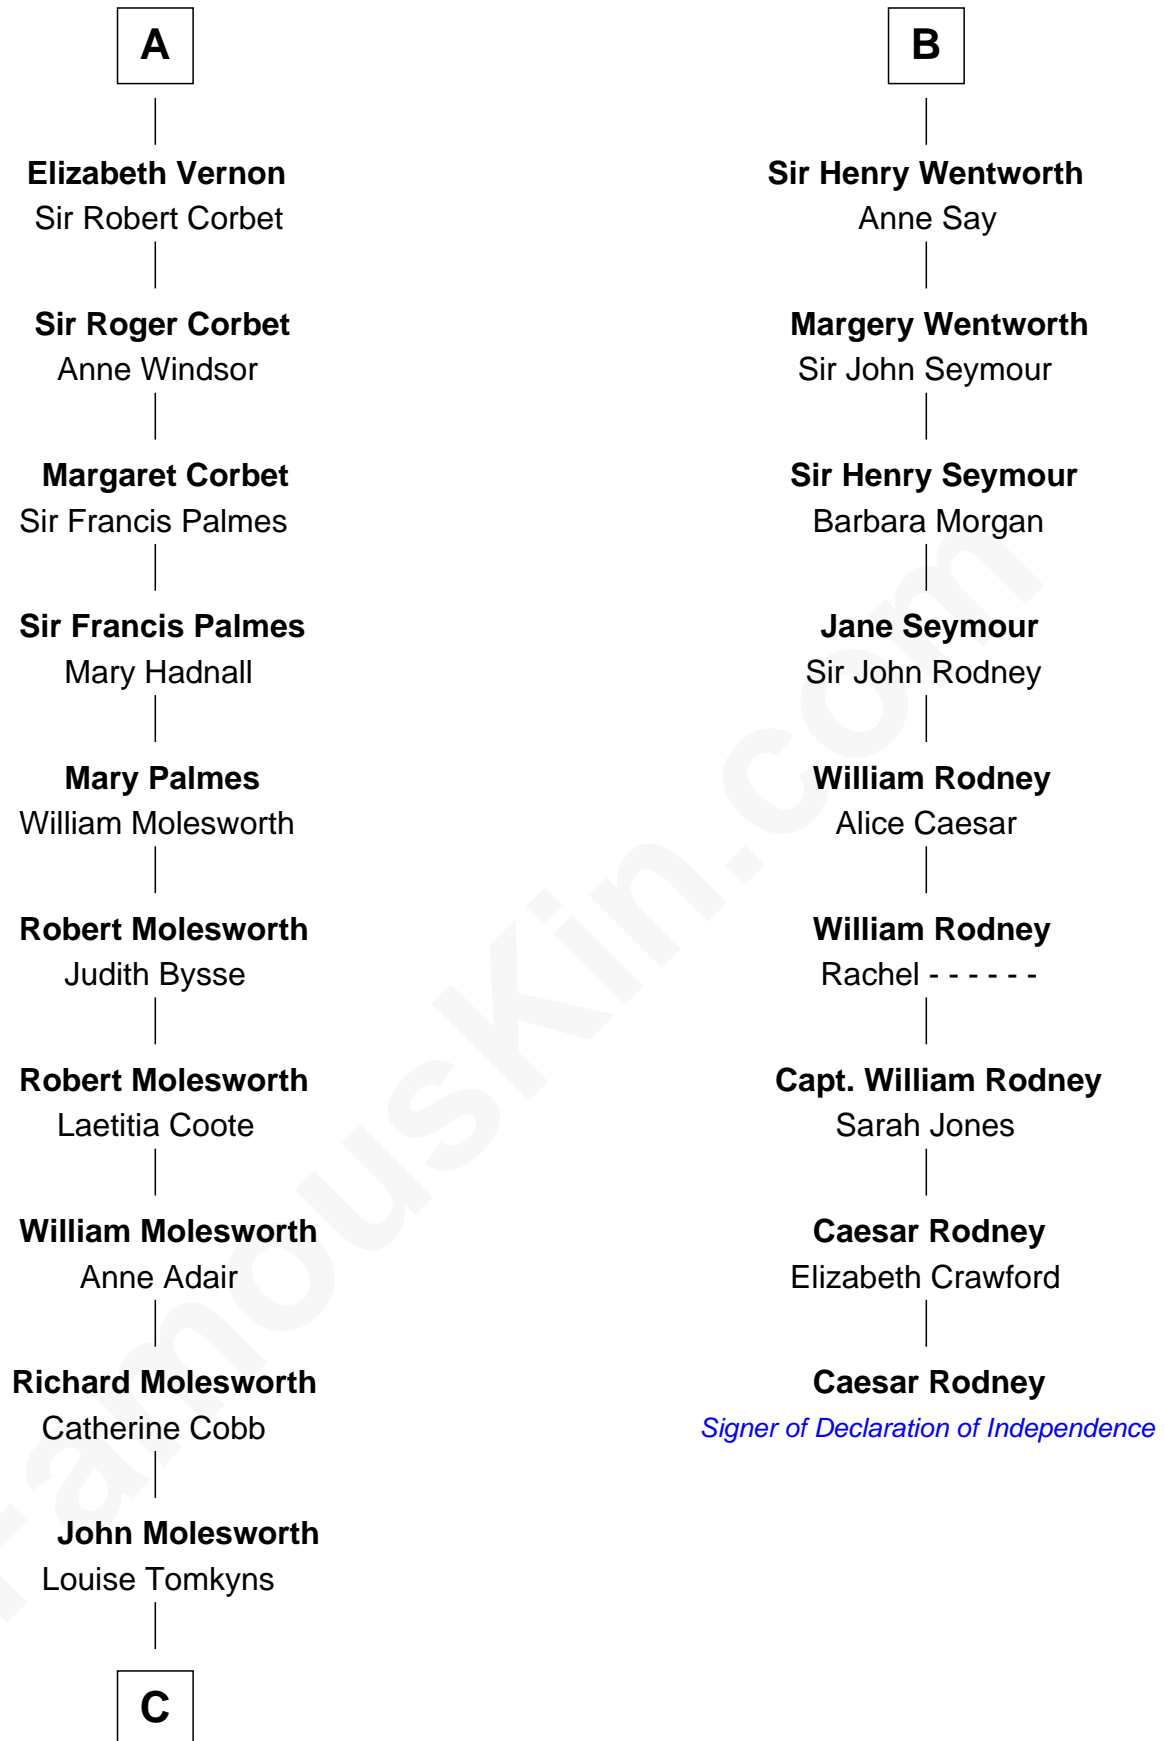 A
Elizabeth Vernon
Sir Robert Corbet
Sir Roger Corbet
Anne Windsor
Margaret Corbet
Sir Francis Palmes
Sir Francis Palmes
Mary Hadnall
Mary Palmes
William Molesworth
Robert Molesworth
Judith Bysse
Robert Molesworth
Laetitia Coote
William Molesworth
Anne Adair
Richard Molesworth
Catherine Cobb
John Molesworth
Louise Tomkyns
C
B
Sir Henry Wentworth
Anne Say
Margery Wentworth
Sir John Seymour
Sir Henry Seymour
Barbara Morgan
Jane Seymour
Sir John Rodney
William Rodney
Alice Caesar
William Rodney
Rachel - - - - - -
Capt. William Rodney
Sarah Jones
Caesar Rodney
Elizabeth Crawford
Caesar Rodney
Signer of Declaration of Independence
FamousKin.com